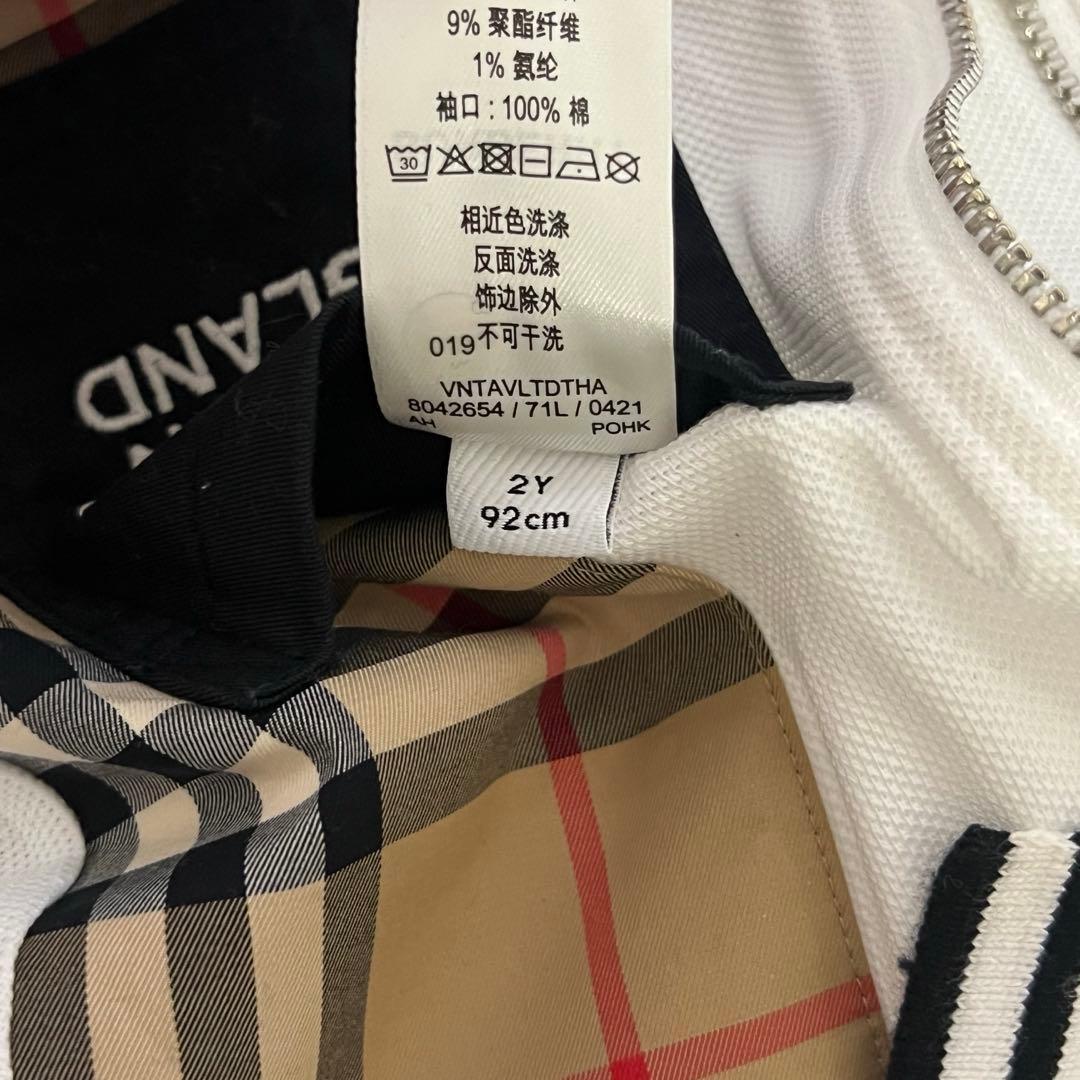 9% 聚酯纤维
1% 氨纶
袖口 : 100% 棉
30
相近色洗涤
反面洗涤
饰边除外
019 不可干洗
VNTAVLTDTHA
8042654 / 71L / 0421
AH POHK
2Y
92cm
GLAND